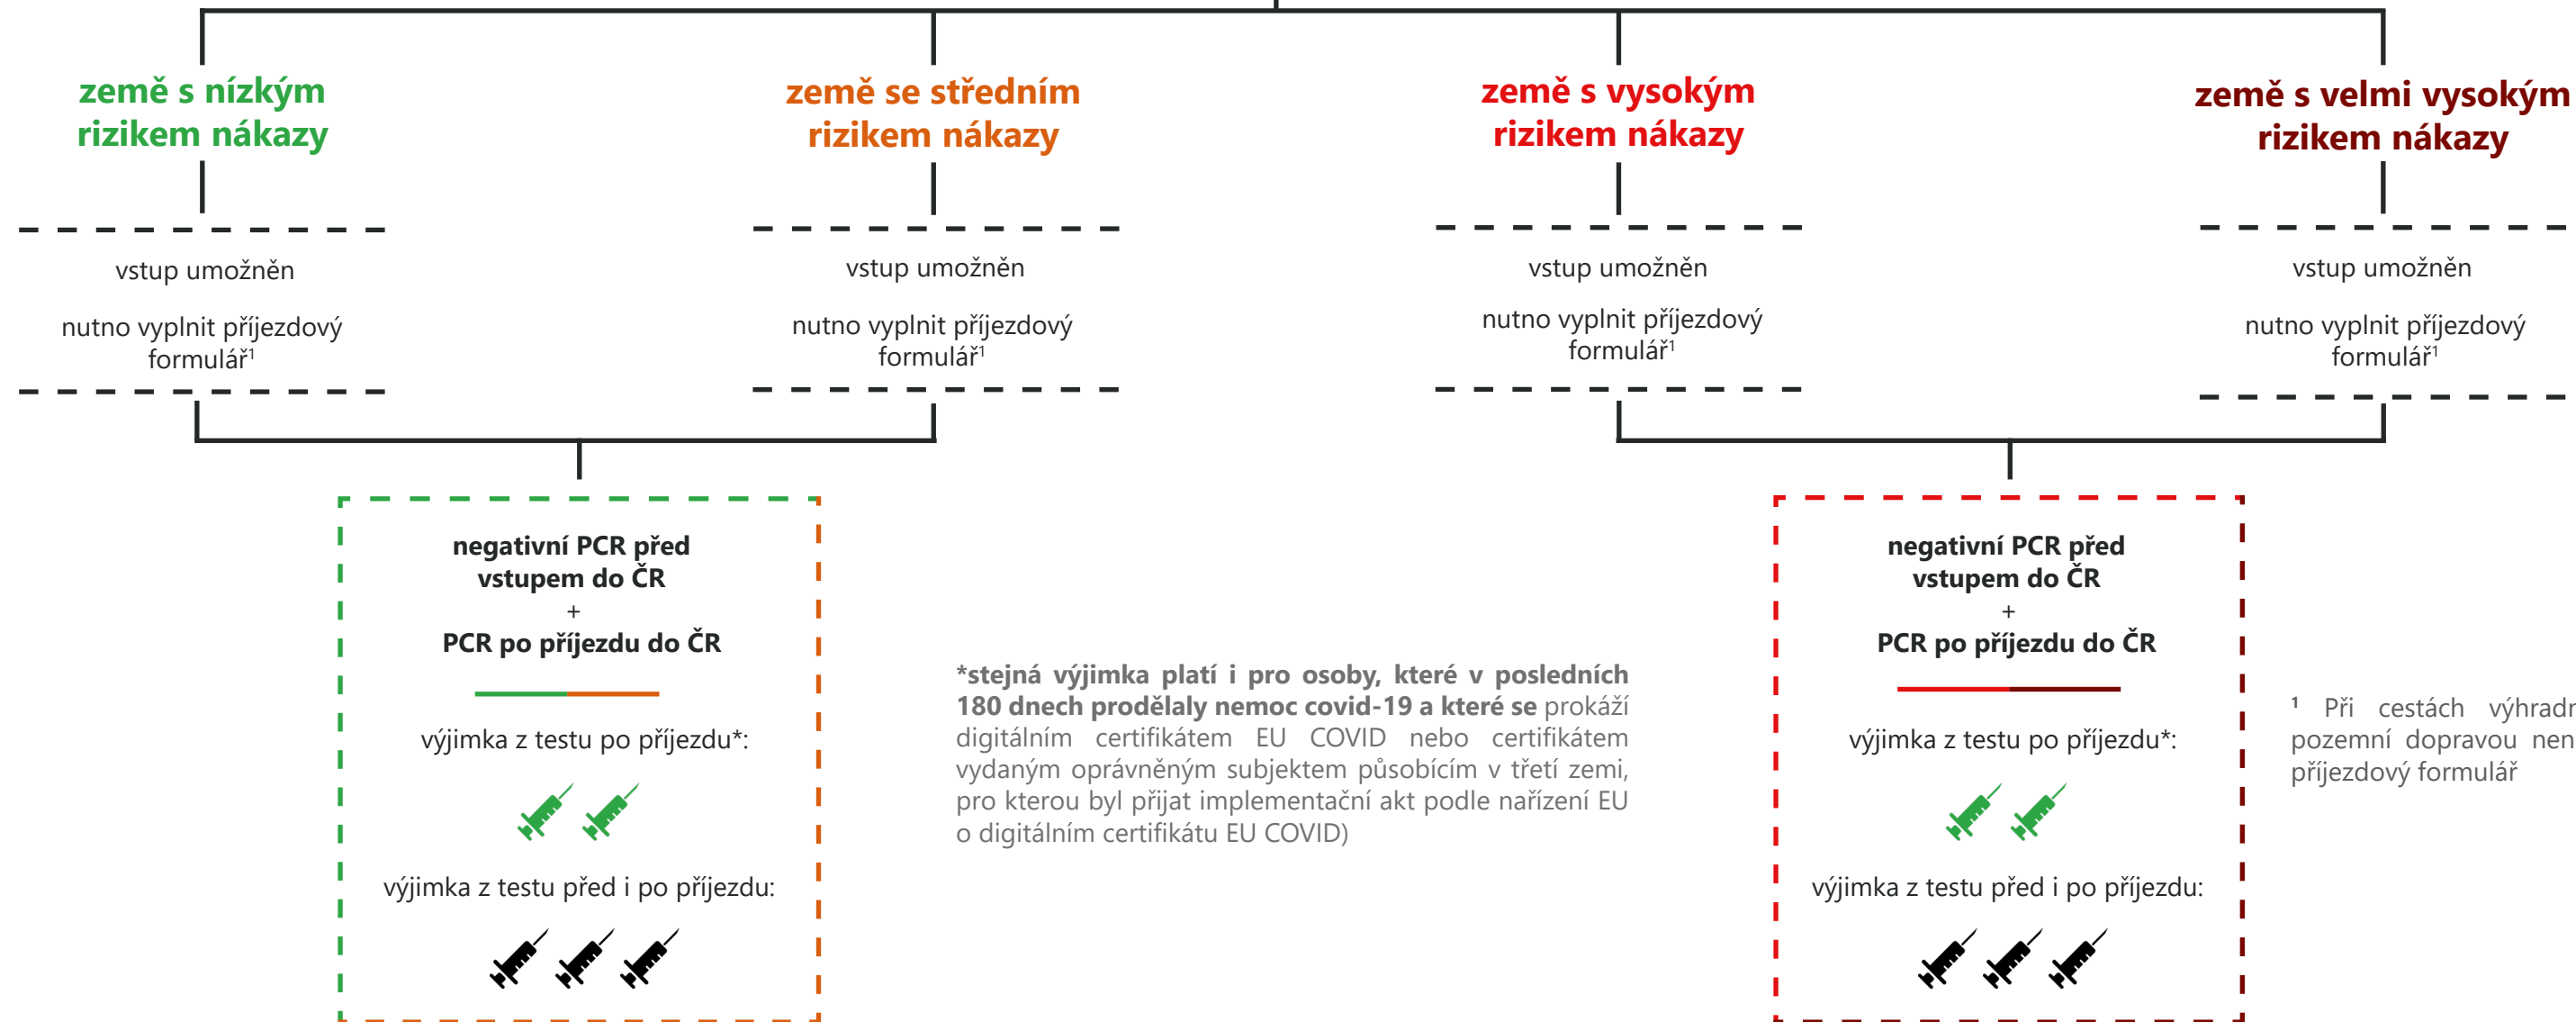 země s nízkým
rizikem nákazy
země se středním
rizikem nákazy
země s vysokým
rizikem nákazy
země s velmi vysokým
rizikem nákazy
vstup umožněn
nutno vyplnit příjezdový
formulář¹
vstup umožněn
nutno vyplnit příjezdový
formulář¹
vstup umožněn
nutno vyplnit příjezdový
formulář¹
vstup umožněn
nutno vyplnit příjezdový
formulář¹
negativní PCR před
vstupem do ČR
+
PCR po příjezdu do ČR
výjimka z testu po příjezdu*:
výjimka z testu před i po příjezdu:
*stejná výjimka platí i pro osoby, které v posledních
180 dnech prodělaly nemoc covid-19 a které se prokáží
digitálním certifikátem EU COVID nebo certifikátem
vydaným oprávněným subjektem působícím v třetí zemi,
pro kterou byl přijat implementační akt podle nařízení EU
o digitálním certifikátu EU COVID)
negativní PCR před
vstupem do ČR
+
PCR po příjezdu do ČR
výjimka z testu po příjezdu*:
výjimka z testu před i po příjezdu:
¹ Při cestách výhradn
pozemní dopravou nen
příjezdový formulář